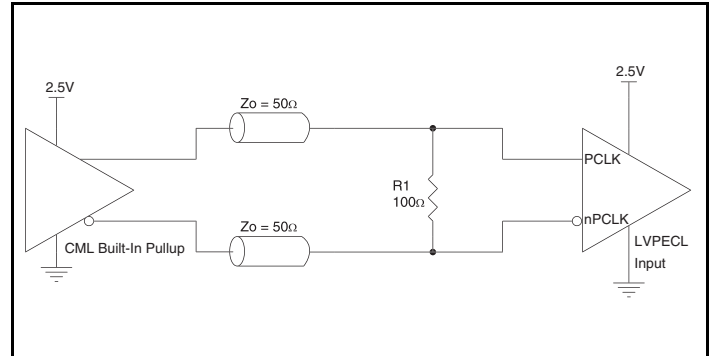 2.5V
2.5V
Zo = 50Ω
PCLK
R1
100Ω
Zo = 50Ω
nPCLK
CML Built-In Pullup
LVPECL
Input